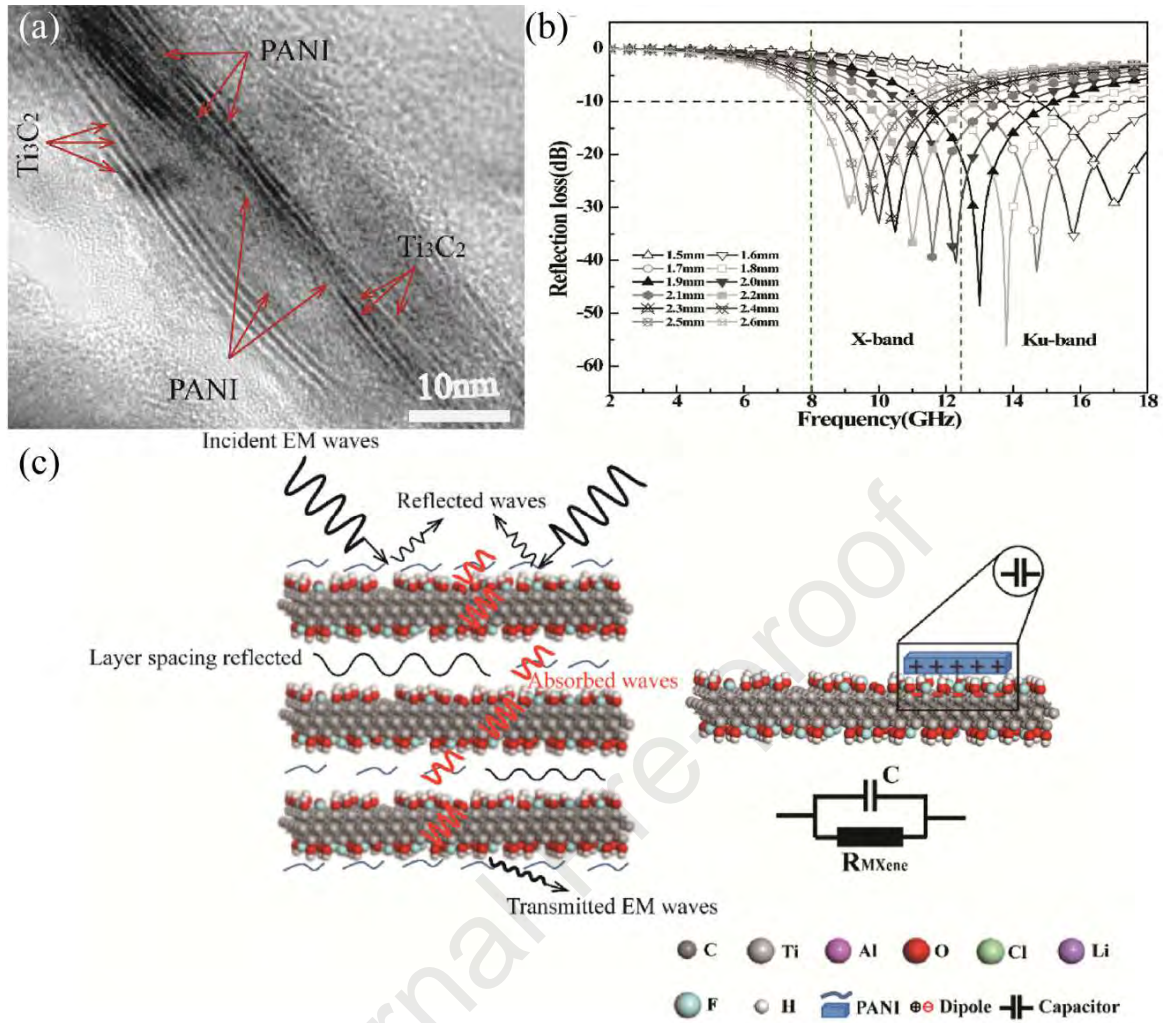 (a)
PANI
Ti3C2
Ti3C2
PANI
10nm
(b)
Reflection loss(dB)
0
-10
-20
-30
-40
-50
-60
1.5mm 1.6mm
1.7mm 1.8mm
1.9mm 2.0mm
2.1mm 2.2mm
2.3mm 2.4mm
2.5mm 2.6mm
X-band Ku-band
2 4 6 8 10 12 14 16 18
Frequency(GHz)
(c)
Incident EM waves
Reflected waves
Layer spacing reflected
Absorbed waves
Transmitted EM waves
+ + + + +
C
RMXene
C Ti Al O Cl Li
F H PANI Dipole Capacitor